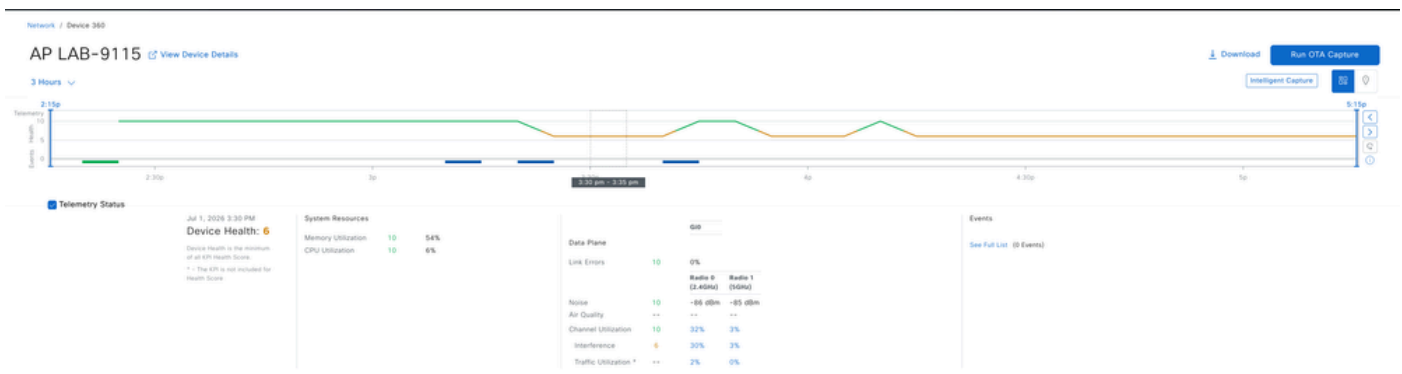 Network / Device 360
AP LAB-9115 View Device Details
Download Run OTA Capture
3 Hours
Intelligent Capture
2:15p 5:15p
Telemetry
10
Health
5
0
Events
2:30p 3p 4p 4:30p 5p
3:30 pm - 3:35 pm
Telemetry Status
Jul 1, 2026 3:30 PM
Device Health: 6
Device Health is the minimum
of all KPI Health Score.
* - The KPI is not included for
Health Score
System Resources
Memory Utilization 10 54%
CPU Utilization 10 6%
Gi0
Data Plane
Link Errors 10 0%
Radio 0 Radio 1
(2.4GHz) (5GHz)
Noise 10 -86 dBm -85 dBm
Air Quality -- -- --
Channel Utilization 10 32% 3%
Interference 6 30% 3%
Traffic Utilization * -- 2% 0%
Events
See Full List (0 Events)